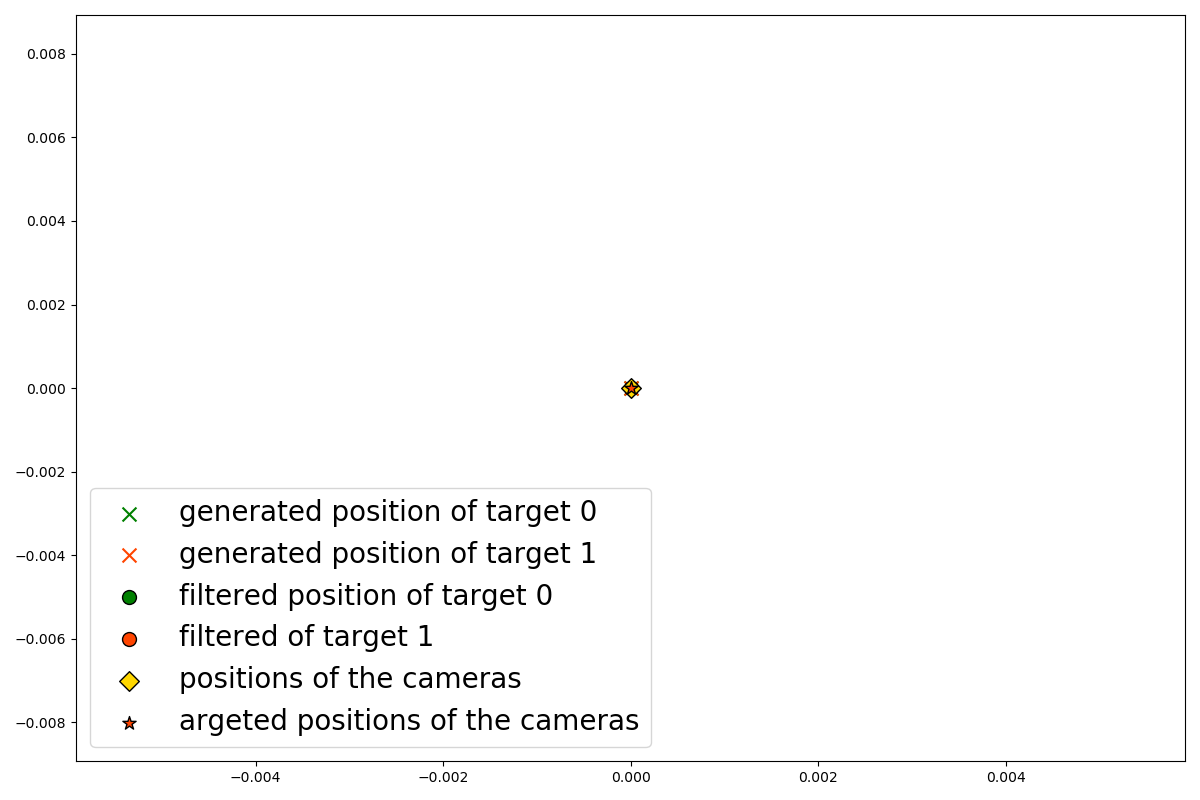 0.008
0.006
0.004
0.002
0.000
−0.002
−0.004
−0.006
−0.008
generated position of target 0
generated position of target 1
filtered position of target 0
filtered of target 1
positions of the cameras
argeted positions of the cameras
−0.004 −0.002 0.000 0.002 0.004